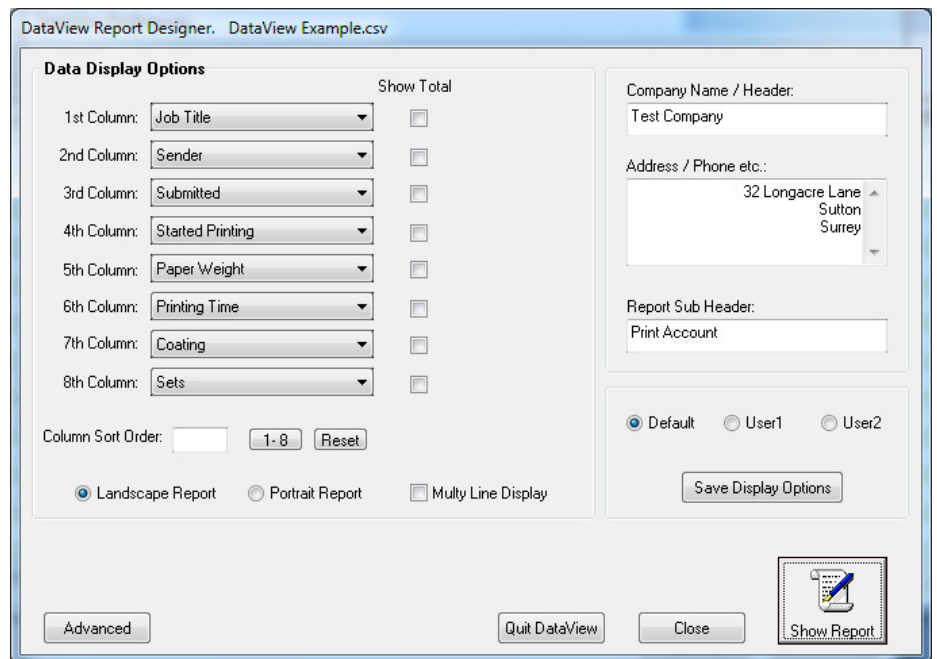 DataView Report Designer.   DataView Example.csv
Data Display Options
Show Total
1st Column: Job Title
2nd Column: Sender
3rd Column: Submitted
4th Column: Started Printing
5th Column: Paper Weight
6th Column: Printing Time
7th Column: Coating
8th Column: Sets
Column Sort Order: 1- 8 Reset
Landscape Report Portrait Report Multy Line Display
Company Name / Header:
Test Company
Address / Phone etc.:
32 Longacre Lane
Sutton
Surrey
Report Sub Header:
Print Account
Default User1 User2
Save Display Options
Advanced Quit DataView Close Show Report